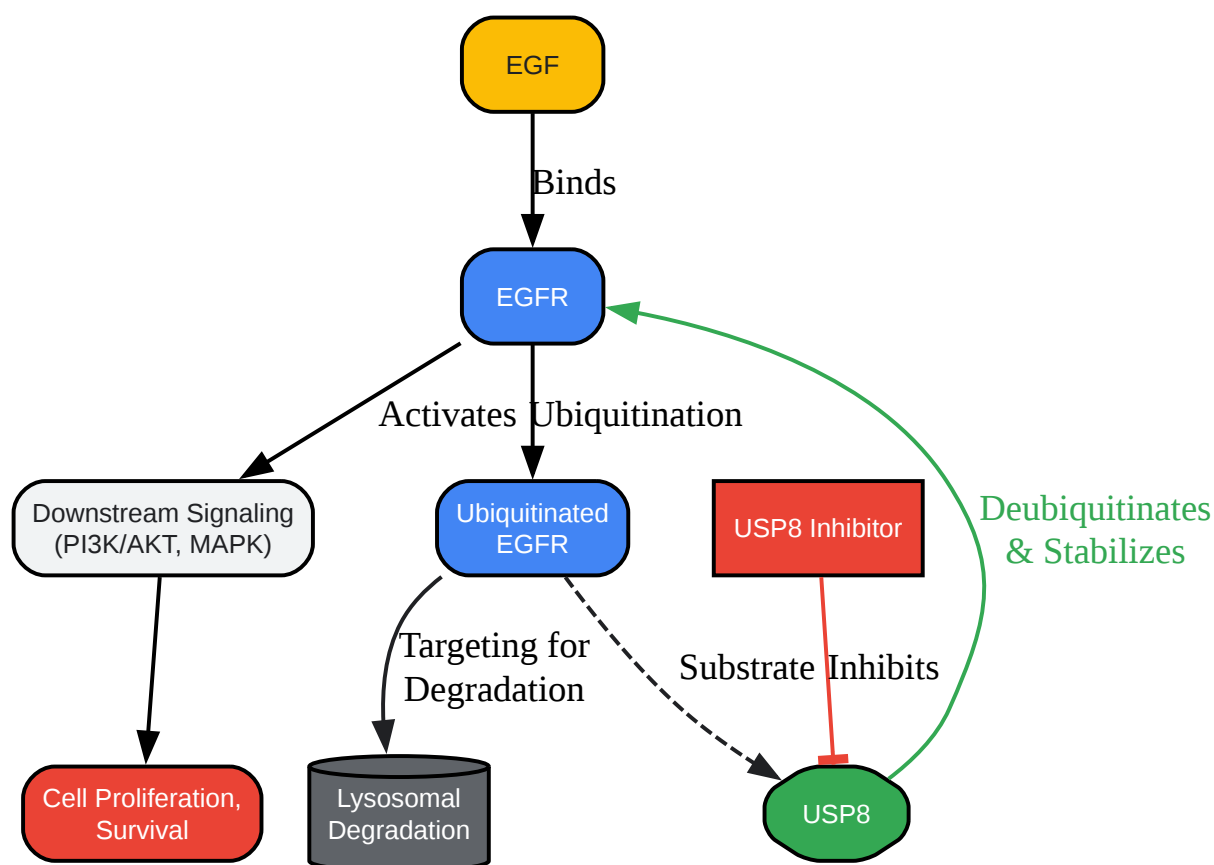 EGF
Binds
EGFR
Activates
Ubiquitination
Downstream Signaling
(PI3K/AKT, MAPK)
Ubiquitinated
EGFR
USP8 Inhibitor
Deubiquitinates
& Stabilizes
Targeting for
Degradation
Substrate
Inhibits
Cell Proliferation,
Survival
Lysosomal
Degradation
USP8